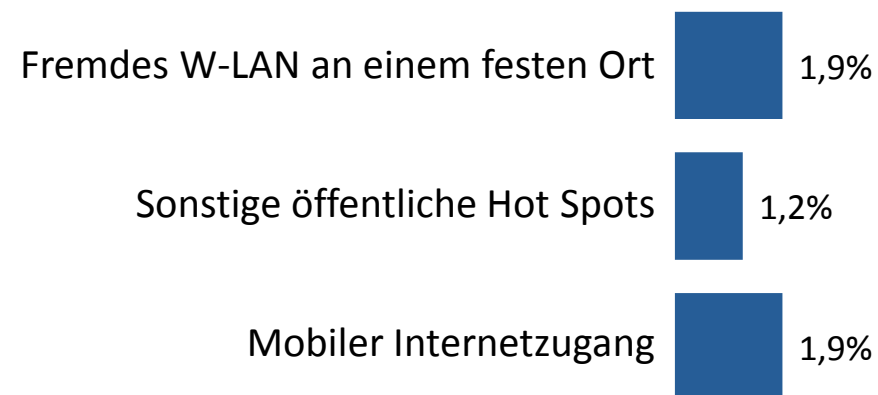 Fremdes W-LAN an einem festen Ort 1,9%
Sonstige öffentliche Hot Spots 1,2%
Mobiler Internetzugang 1,9%